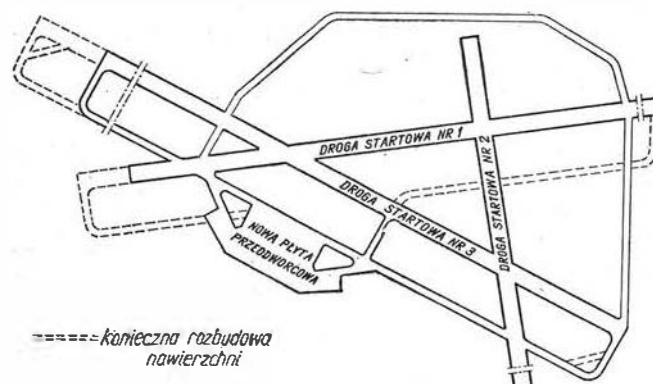 DROGA STARTOWA NR 1
DROGA STARTOWA NR 2
DROGA STARTOWA NR 3
NOWA PŁYTA
PRZEDDWORCOWA
konieczna rozbudowa
nawierzchni